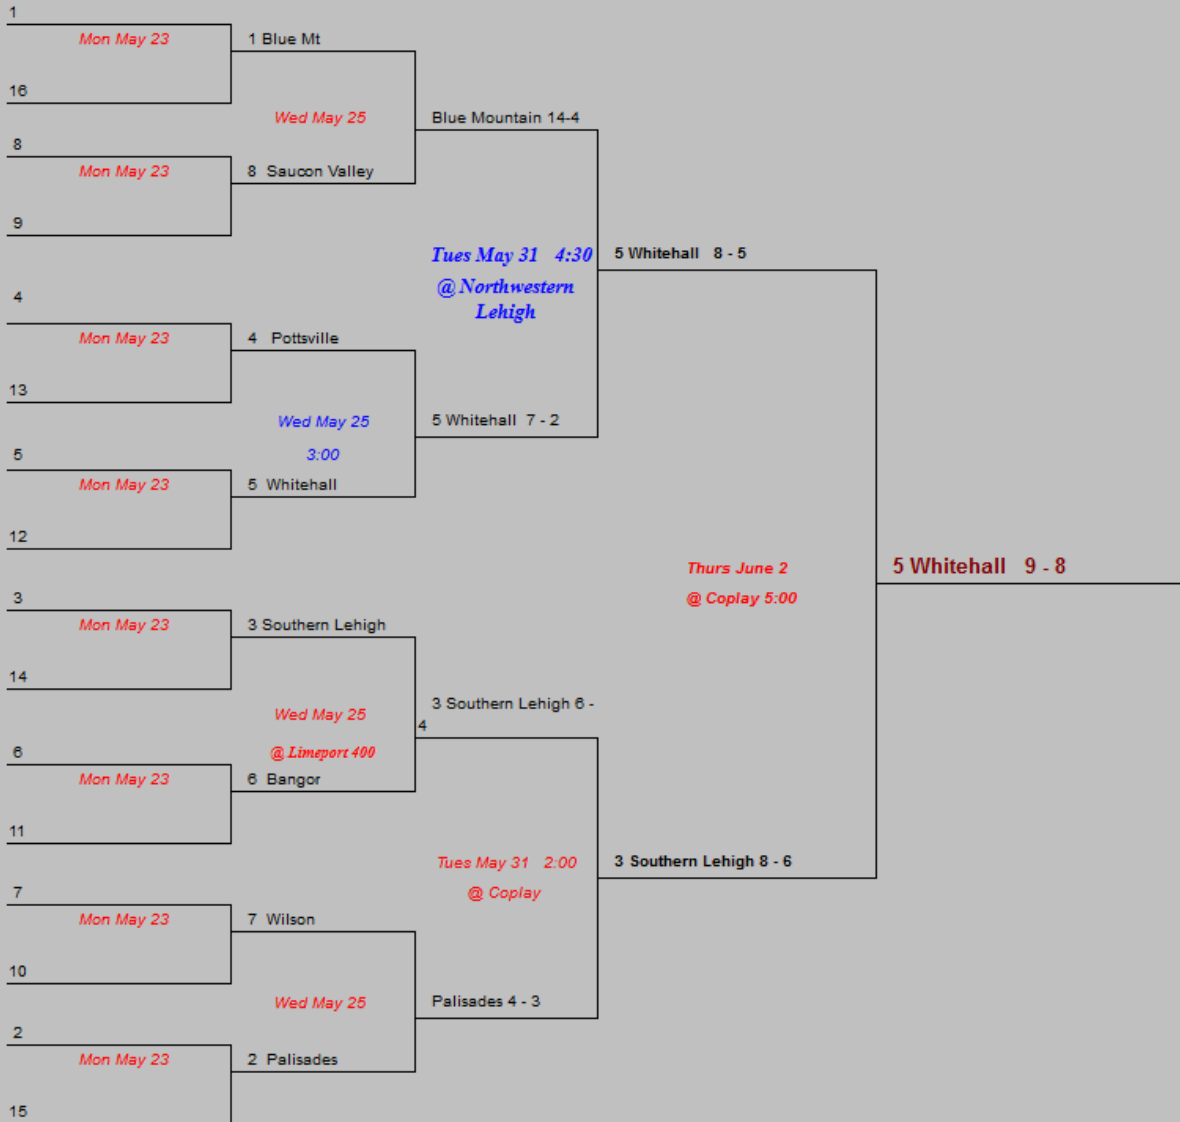 1
Mon May 23
1 Blue Mt
16
Wed May 25
Blue Mountain 14-4
8
Mon May 23
8 Saucon Valley
9
Tues May 31 4:30
@ Northwestern
Lehigh
5 Whitehall 8 - 5
4
Mon May 23
4 Pottsville
13
Wed May 25
3:00
5 Whitehall 7 - 2
5
Mon May 23
5 Whitehall
12
Thurs June 2
@ Coplay 5:00
5 Whitehall 9 - 8
3
Mon May 23
3 Southern Lehigh
14
Wed May 25
@ Limeport 400
3 Southern Lehigh 6 -
4
6
Mon May 23
6 Bangor
11
Tues May 31 2:00
@ Coplay
3 Southern Lehigh 8 - 6
7
Mon May 23
7 Wilson
10
Wed May 25
Palisades 4 - 3
2
Mon May 23
2 Palisades
15